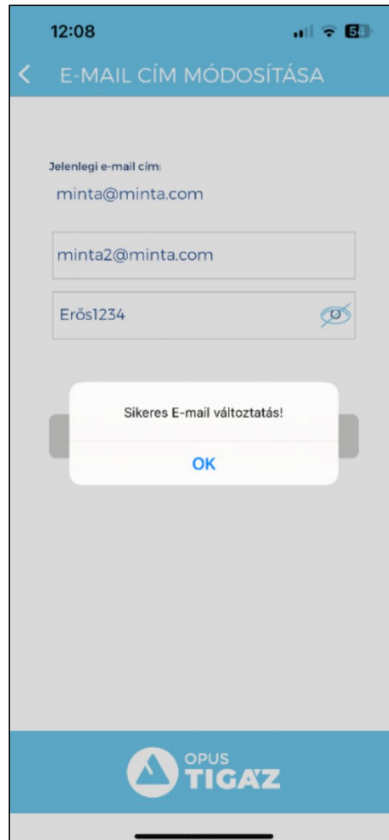 12:08
54
E-MAIL CÍM MÓDOSÍTÁSA
Jelenlegi e-mail cím:
minta@minta.com
minta2@minta.com
Erős1234
Sikeres E-mail változtatás!
OK
OPUS
TIGÁZ